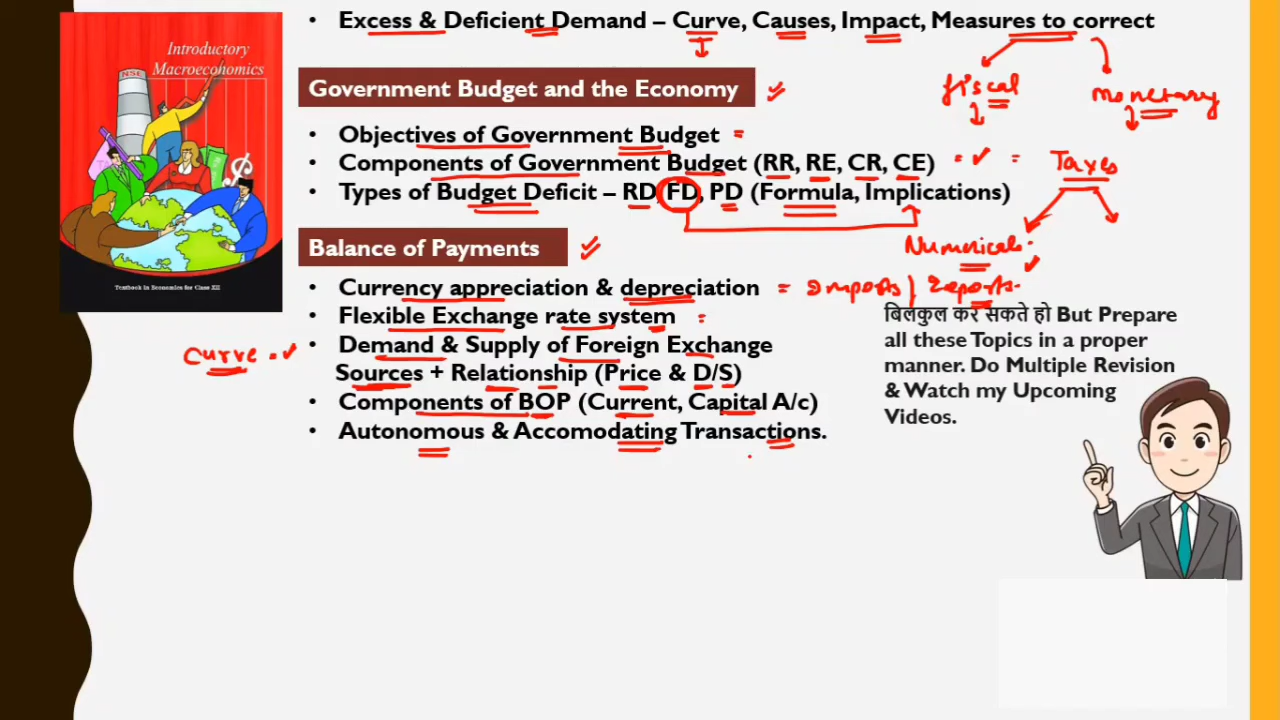 • Excess & Deficient Demand – Curve, Causes, Impact, Measures to correct
fiscal
monetary
Introductory
Macroeconomics
NSE
Textbook in Economics for Class XII
Government Budget and the Economy
• Objectives of Government Budget =
• Components of Government Budget (RR, RE, CR, CE)
Taxes
• Types of Budget Deficit – RD, FD, PD (Formula, Implications)
Numericals
Balance of Payments
• Currency appreciation & depreciation = Imports / Exports
• Flexible Exchange rate system =
• Demand & Supply of Foreign Exchange
Curve
Sources + Relationship (Price & D/S)
• Components of BOP (Current, Capital A/c)
• Autonomous & Accomodating Transactions.
बिलकुल कर सकते हो But Prepare
all these Topics in a proper
manner. Do Multiple Revision
& Watch my Upcoming
Videos.